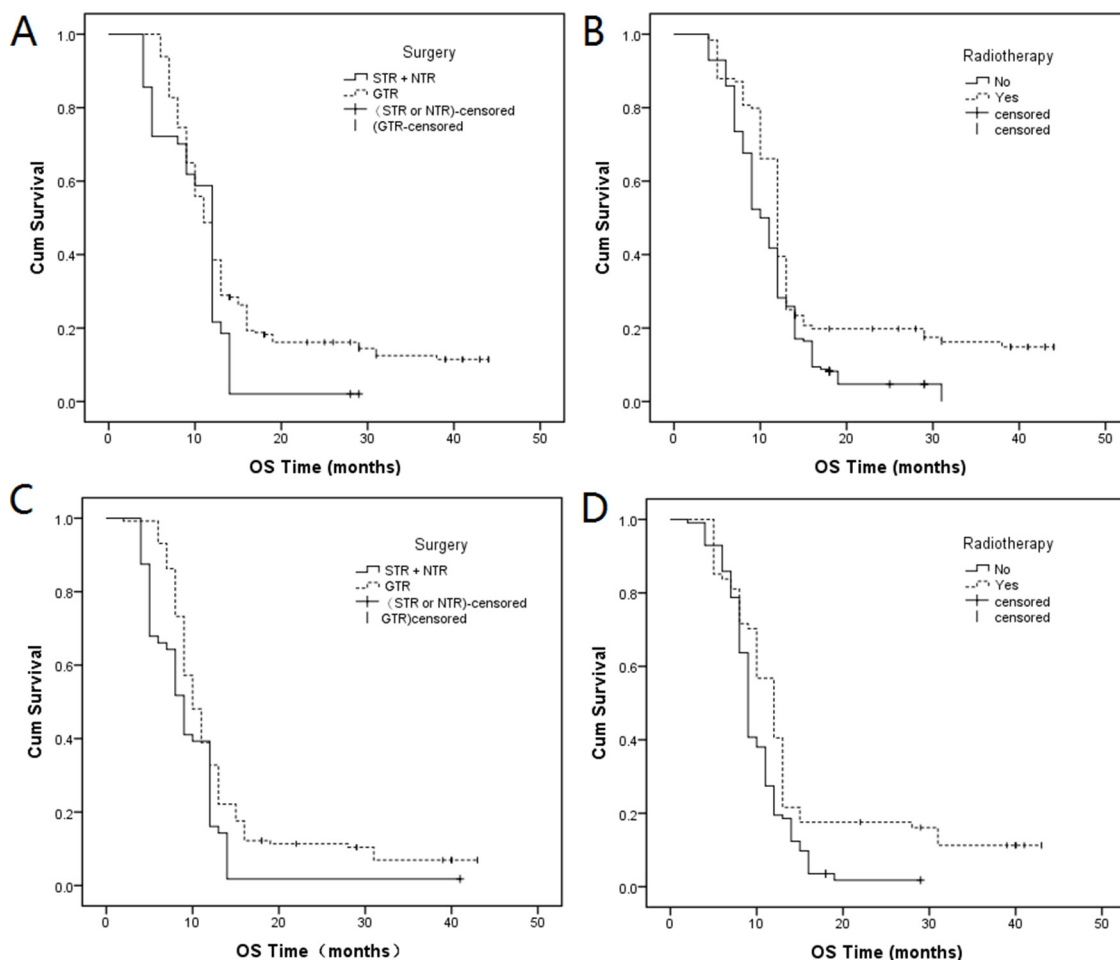 A
Surgery
STR + NTR
GTR
(STR or NTR)-censored
(GTR-censored
1.0
0.8
0.6
0.4
0.2
0.0
Cum Survival
0 10 20 30 40 50
OS Time (months)
B
Radiotherapy
No
Yes
censored
censored
1.0
0.8
0.6
0.4
0.2
0.0
Cum Survival
0 10 20 30 40 50
OS Time (months)
C
Surgery
STR + NTR
GTR
(STR or NTR)-censored
GTR)censored
1.0
0.8
0.6
0.4
0.2
0.0
Cum Survival
0 10 20 30 40 50
OS Time (months)
D
Radiotherapy
No
Yes
censored
censored
1.0
0.8
0.6
0.4
0.2
0.0
Cum Survival
0 10 20 30 40 50
OS Time (months)